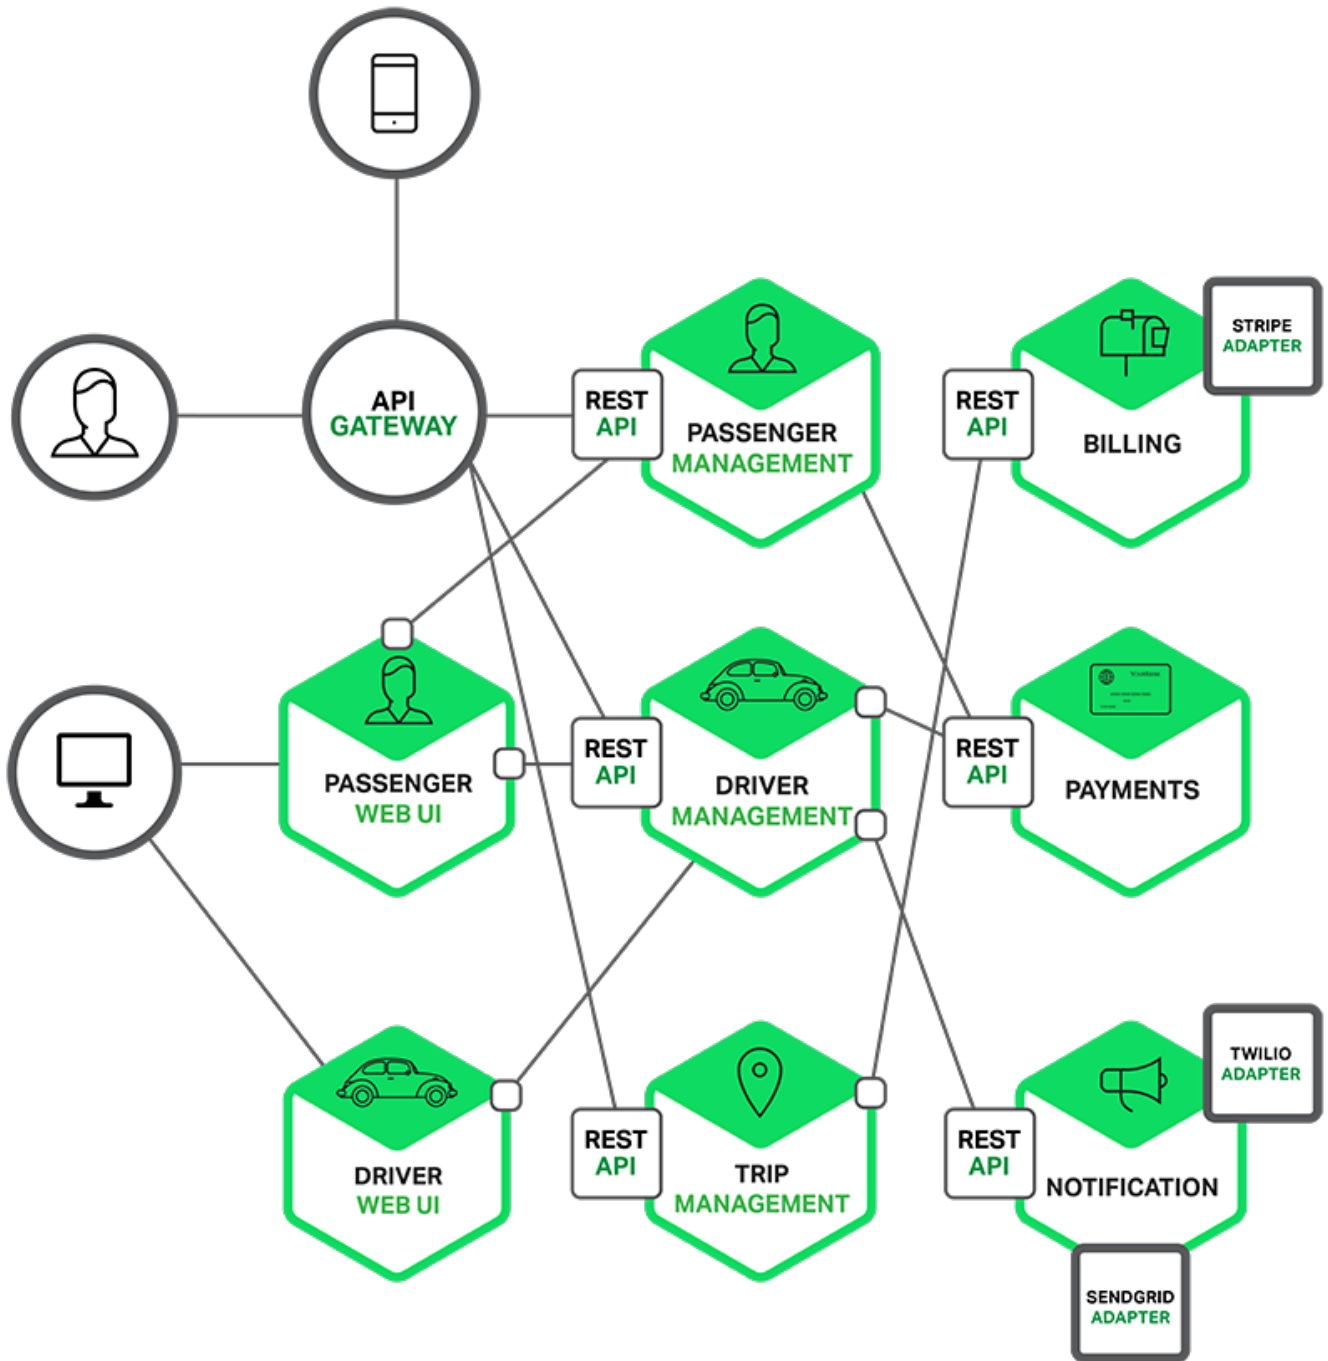 API
GATEWAY
REST
API
PASSENGER
MANAGEMENT
REST
API
BILLING
STRIPE
ADAPTER
PASSENGER
WEB UI
REST
API
DRIVER
MANAGEMENT
REST
API
PAYMENTS
DRIVER
WEB UI
REST
API
TRIP
MANAGEMENT
REST
API
NOTIFICATION
TWILIO
ADAPTER
SENDGRID
ADAPTER